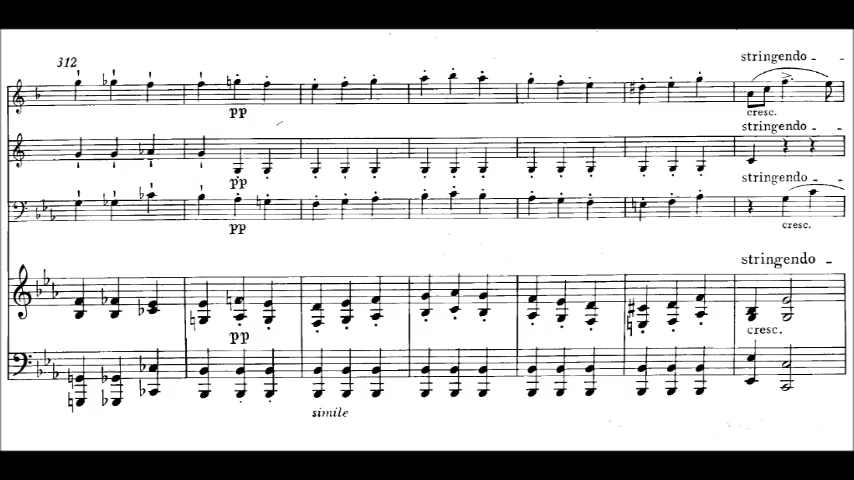 312
stringendo
pp
cresc.
stringendo
pp
stringendo
pp
cresc.
stringendo
pp
cresc.
simile